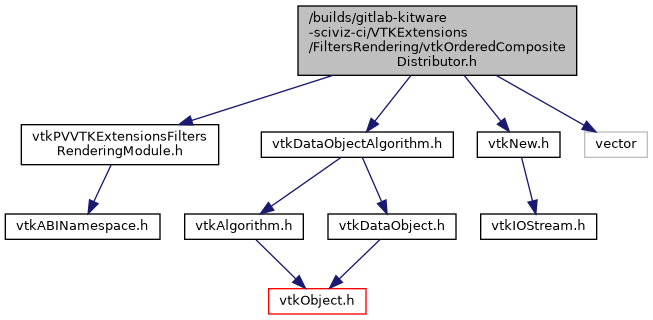 /builds/gitlab-kitware
-sciviz-ci/VTKExtensions
/FiltersRendering/vtkOrderedComposite
Distributor.h
vtkPVVTKExtensionsFilters
RenderingModule.h
vtkDataObjectAlgorithm.h
vtkNew.h
vector
vtkABINamespace.h
vtkAlgorithm.h
vtkDataObject.h
vtkIOStream.h
vtkObject.h